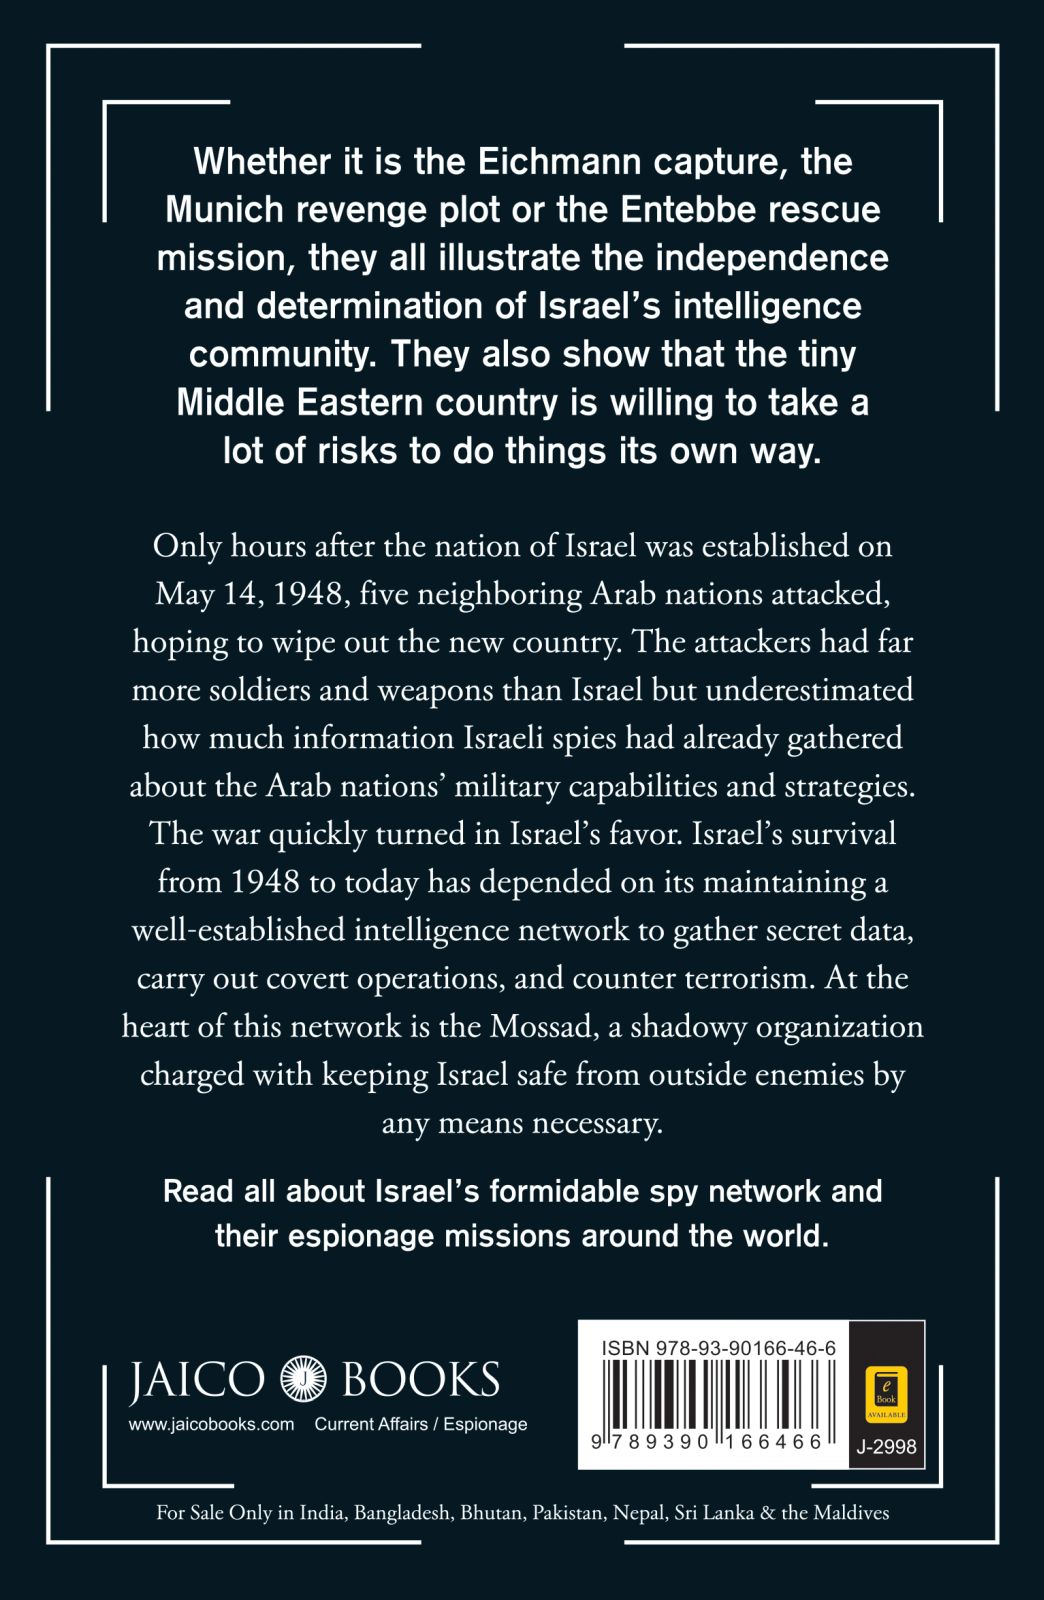 Whether it is the Eichmann capture, the
Munich revenge plot or the Entebbe rescue
mission, they all illustrate the independence
and determination of Israel's intelligence
community. They also show that the tiny
Middle Eastern country is willing to take a
lot of risks to do things its own way.
Only hours after the nation of Israel was established on
May 14, 1948, five neighboring Arab nations attacked,
hoping to wipe out the new country. The attackers had far
more soldiers and weapons than Israel but underestimated
how much information Israeli spies had already gathered
about the Arab nations' military capabilities and strategies.
The war quickly turned in Israel's favor. Israel's survival
from 1948 to today has depended on its maintaining a
well-established intelligence network to gather secret data,
carry out covert operations, and counter terrorism. At the
heart of this network is the Mossad, a shadowy organization
charged with keeping Israel safe from outside enemies by
any means necessary.
Read all about Israel's formidable spy network and
their espionage missions around the world.
JAICO J BOOKS
www.jaicobooks.com Current Affairs / Espionage
ISBN 978-93-90166-46-6
9 789390 166466
e
Book
AVAILABLE
J-2998
For Sale Only in India, Bangladesh, Bhutan, Pakistan, Nepal, Sri Lanka & the Maldives